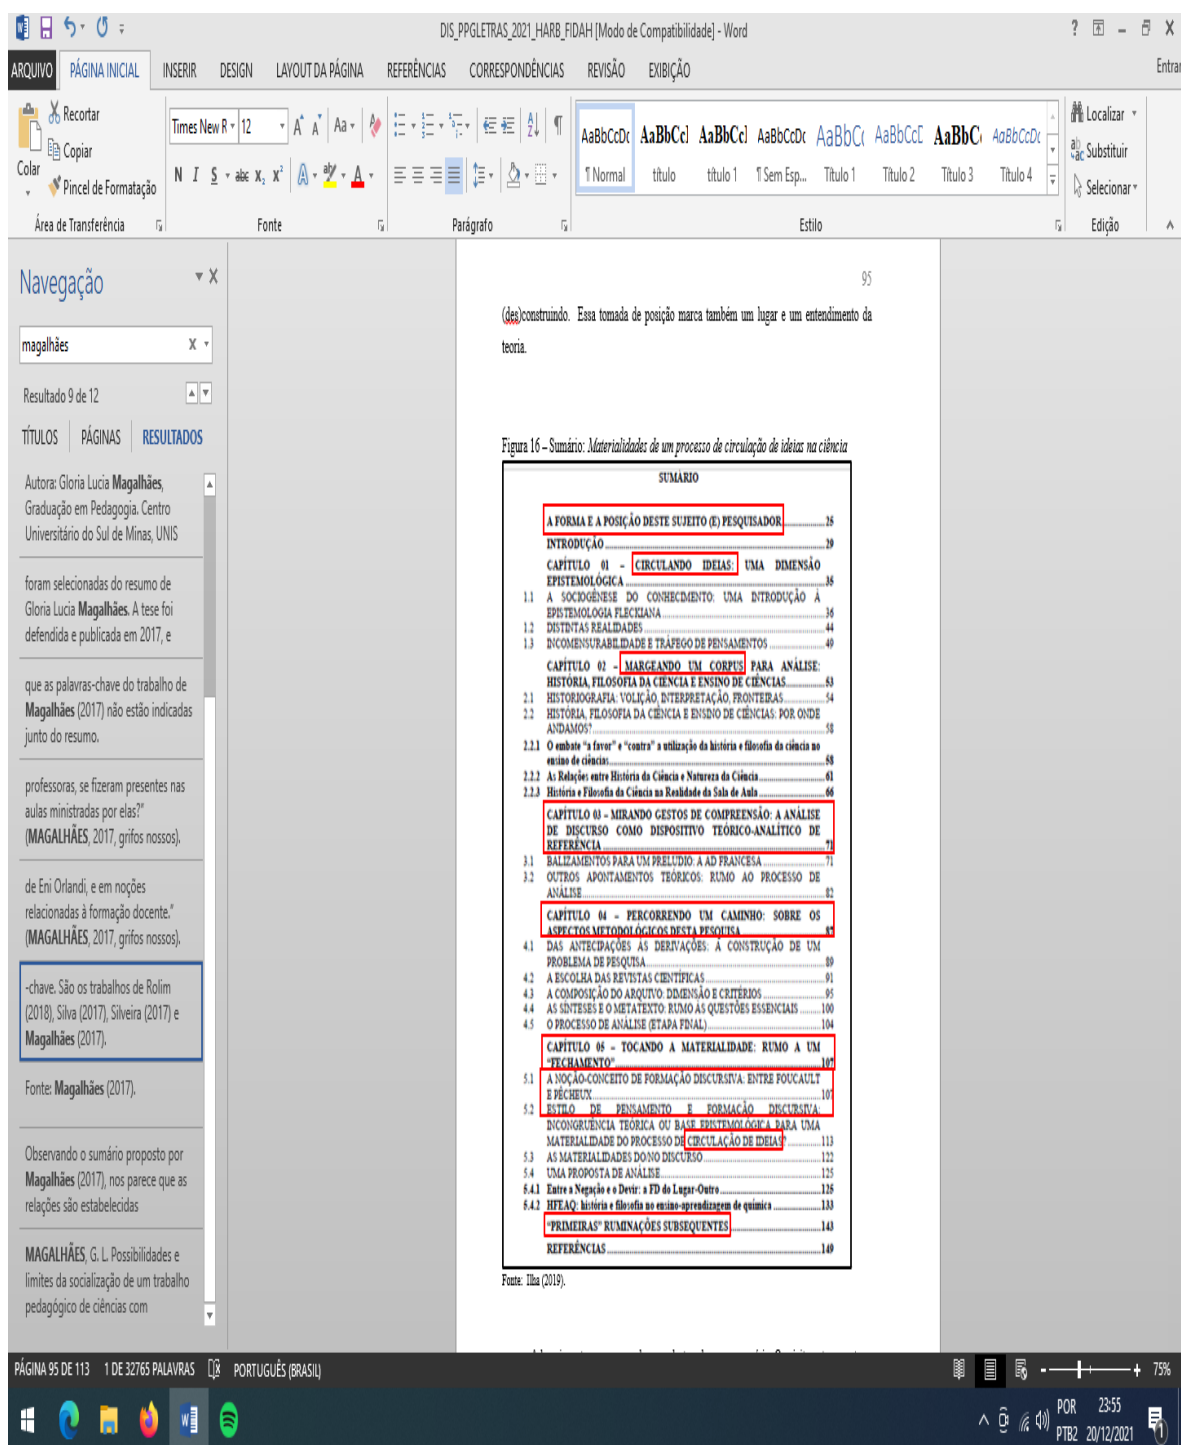 DIS_PPGLETRAS_2021_HARB_FIDAH [Modo de Compatibilidade] - Word
ARQUIVO PÁGINA INICIAL INSERIR DESIGN LAYOUT DA PÁGINA REFERÊNCIAS CORRESPONDÊNCIAS REVISÃO EXIBIÇÃO Entrar
Colar
Recortar
Copiar
Pincel de Formatação
Área de Transferência
Times New R 12
Fonte
Parágrafo
AaBbCcDc AaBbCcI AaBbCcI AaBbCcDc AaBbCc AaBbCcD AaBbC AaBbCcDc
¶ Normal título título 1 ¶ Sem Esp... Título 1 Título 2 Título 3 Título 4
Estilo
Localizar
Substituir
Selecionar
Edição
Navegação
magalhães
Resultado 9 de 12
TÍTULOS PÁGINAS RESULTADOS
Autora: Gloria Lucia Magalhães,
Graduação em Pedagogia. Centro
Universitário do Sul de Minas, UNIS
foram selecionadas do resumo de
Gloria Lucia Magalhães. A tese foi
defendida e publicada em 2017, e
que as palavras-chave do trabalho de
Magalhães (2017) não estão indicadas
junto do resumo.
professoras, se fizeram presentes nas
aulas ministradas por elas?"
(MAGALHÃES, 2017, grifos nossos).
de Eni Orlandi, e em noções
relacionadas à formação docente."
(MAGALHÃES, 2017, grifos nossos).
-chave. São os trabalhos de Rolim
(2018), Silva (2017), Silveira (2017) e
Magalhães (2017).
Fonte: Magalhães (2017).
Observando o sumário proposto por
Magalhães (2017), nos parece que as
relações são estabelecidas
MAGALHÃES, G. L. Possibilidades e
limites da socialização de um trabalho
pedagógico de ciências com
95
(des)construindo. Essa tomada de posição marca também um lugar e um entendimento da
teoria.
Figura 16 – Sumário: Materialidades de um processo de circulação de ideias na ciência
SUMÁRIO
A FORMA E A POSIÇÃO DESTE SUJEITO (E) PESQUISADOR ... 25
INTRODUÇÃO ... 29
CAPÍTULO 01 – CIRCULANDO IDEIAS: UMA DIMENSÃO
EPISTEMOLÓGICA ... 35
1.1 A SOCIOGÊNESE DO CONHECIMENTO: UMA INTRODUÇÃO À
EPISTEMOLOGIA FLECKIANA ... 36
1.2 DISTINTAS REALIDADES ... 44
1.3 INCOMENSURABILIDADE E TRÁFEGO DE PENSAMENTOS ... 49
CAPÍTULO 02 – MARGEANDO UM CORPUS PARA ANÁLISE:
HISTÓRIA, FILOSOFIA DA CIÊNCIA E ENSINO DE CIÊNCIAS ... 53
2.1 HISTORIOGRAFIA: VOLIÇÃO, INTERPRETAÇÃO, FRONTEIRAS ... 54
2.2 HISTÓRIA, FILOSOFIA DA CIÊNCIA E ENSINO DE CIÊNCIAS: POR ONDE
ANDAMOS? ... 58
2.2.1 O embate "a favor" e "contra" a utilização da história e filosofia da ciência no
ensino de ciências ... 58
2.2.2 As Relações entre História da Ciência e Natureza da Ciência ... 61
2.2.3 História e Filosofia da Ciência na Realidade da Sala de Aula ... 66
CAPÍTULO 03 – MIRANDO GESTOS DE COMPREENSÃO: A ANÁLISE
DE DISCURSO COMO DISPOSITIVO TEÓRICO-ANALÍTICO DE
REFERÊNCIA ... 71
3.1 BALIZAMENTOS PARA UM PRELÚDIO: A AD FRANCESA ... 71
3.2 OUTROS APONTAMENTOS TEÓRICOS: RUMO AO PROCESSO DE
ANÁLISE ... 82
CAPÍTULO 04 – PERCORRENDO UM CAMINHO: SOBRE OS
ASPECTOS METODOLÓGICOS DESTA PESQUISA ... 87
4.1 DAS ANTECIPAÇÕES ÀS DERIVAÇÕES: A CONSTRUÇÃO DE UM
PROBLEMA DE PESQUISA ... 89
4.2 A ESCOLHA DAS REVISTAS CIENTÍFICAS ... 91
4.3 A COMPOSIÇÃO DO ARQUIVO: DIMENSÃO E CRITÉRIOS ... 95
4.4 AS SÍNTESES E O METATEXTO: RUMO ÀS QUESTÕES ESSENCIAIS ... 100
4.5 O PROCESSO DE ANÁLISE (ETAPA FINAL) ... 104
CAPÍTULO 05 – TOCANDO A MATERIALIDADE: RUMO A UM
"FECHAMENTO" ... 107
5.1 A NOÇÃO-CONCEITO DE FORMAÇÃO DISCURSIVA: ENTRE FOUCAULT
E PÊCHEUX ... 107
5.2 ESTILO DE PENSAMENTO E FORMAÇÃO DISCURSIVA:
INCONGRUÊNCIA TEÓRICA OU BASE EPISTEMOLÓGICA PARA UMA
MATERIALIDADE DO PROCESSO DE CIRCULAÇÃO DE IDEIAS? ... 113
5.3 AS MATERIALIDADES DO/NO DISCURSO ... 122
5.4 UMA PROPOSTA DE ANÁLISE ... 125
5.4.1 Entre a Negação e o Devir: a FD do Lugar-Outro ... 125
5.4.2 HFEAQ: história e filosofia no ensino-aprendizagem de química ... 133
"PRIMEIRAS" RUMINAÇÕES SUBSEQUENTES ... 143
REFERÊNCIAS ... 149
Fonte: Ilha (2019).
PÁGINA 95 DE 113 1 DE 32765 PALAVRAS PORTUGUÊS (BRASIL) 75%
POR 23:55
PTB2 20/12/2021